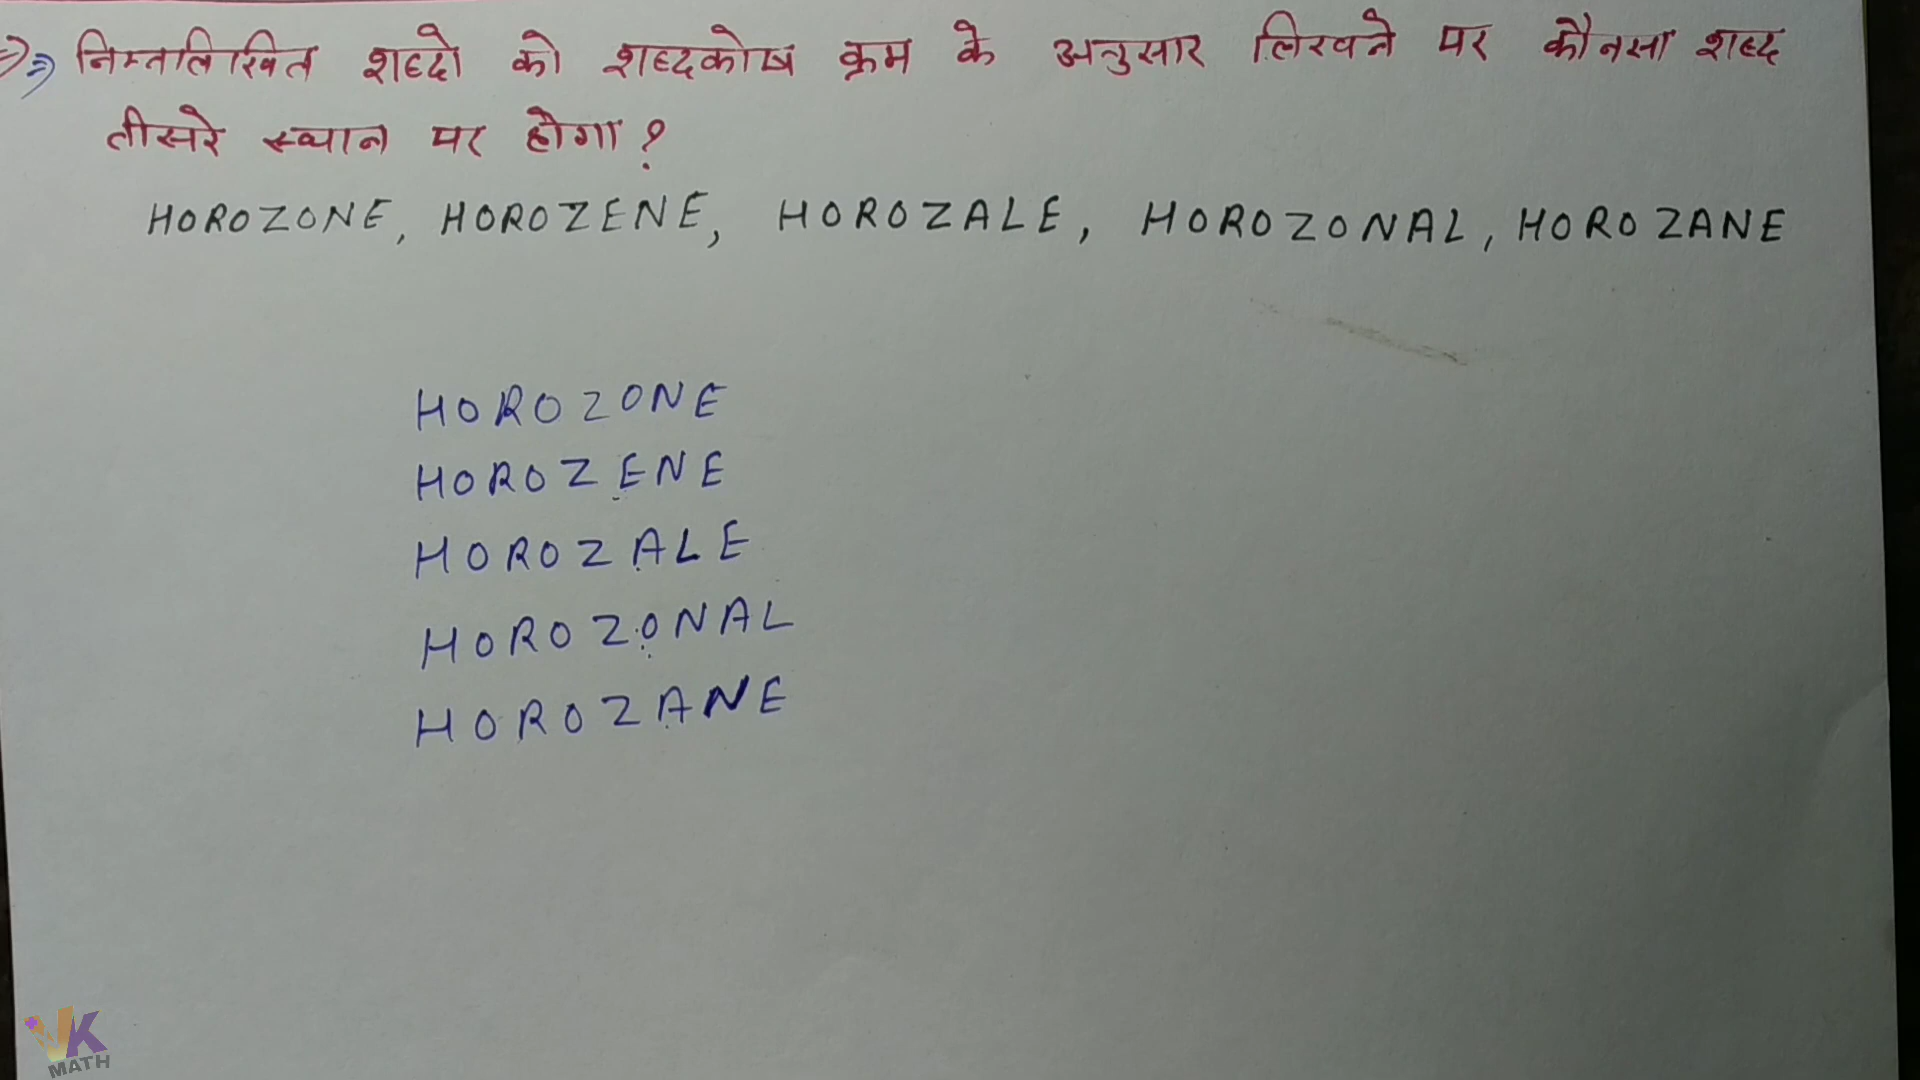 ⇒⇒ निम्नलिखित शब्दो को शब्दकोष क्रम के अनुसार लिखने पर कौनसा शब्द
तीसरे स्थान पर होगा ?
HOROZONE, HOROZENE, HOROZALE, HOROZONAL, HOROZANE
HOROZONE
HOROZENE
HOROZALE
HOROZONAL
HOROZANE
VK
MATH